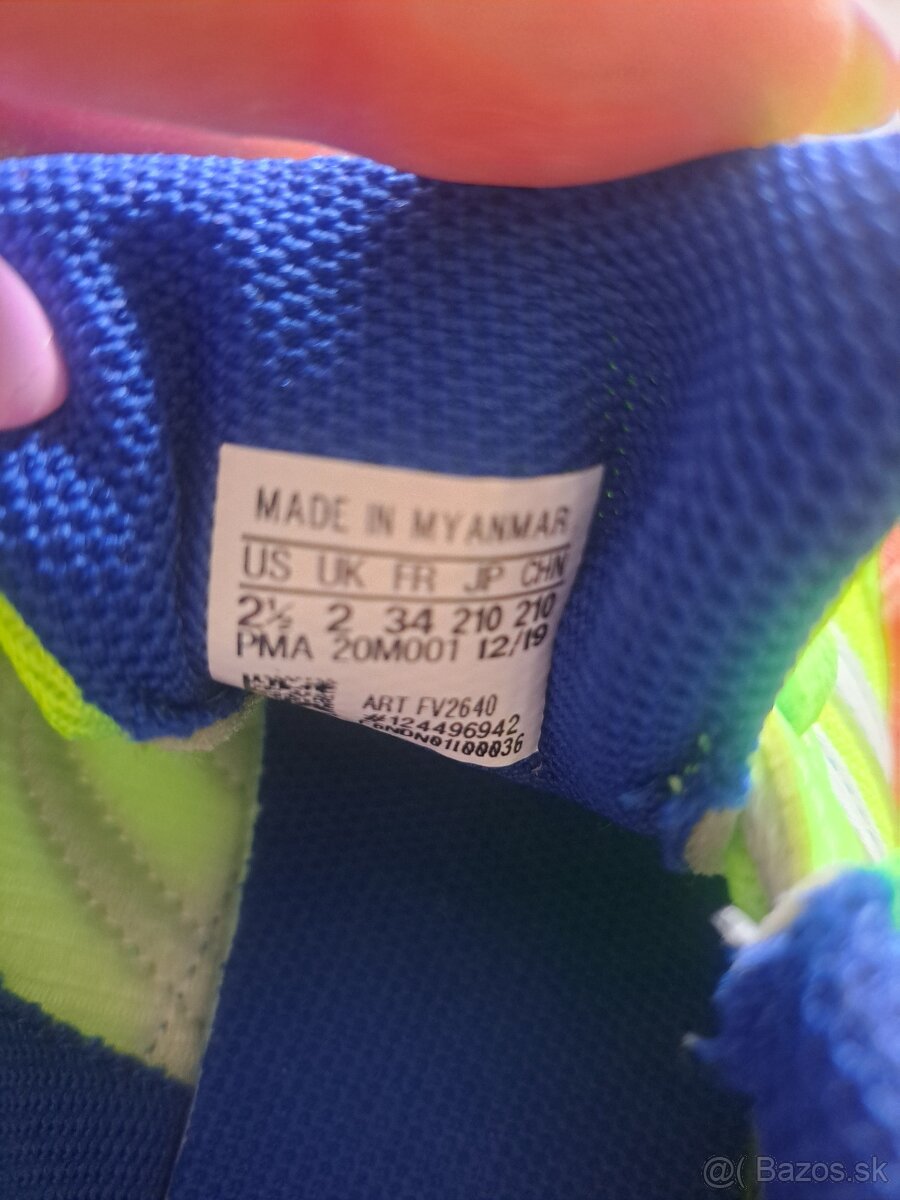 MADE IN MYANMAR
US UK FR JP CHN
2½ 2 34 210 210
PMA 20M001 12/19
ART FV2640
#124496942
@( Bazos.sk